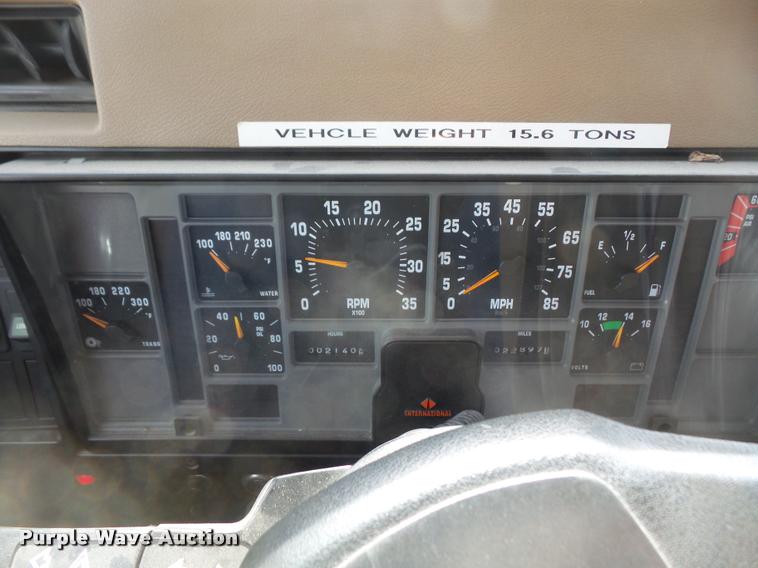 VEHCLE WEIGHT 15.6 TONS
100 180 210 230
°F
WATER
100 180 220 300
°F
TRANS
0 20 40 60 80 100
PSI
OIL
0 5 10 15 20 25 30 35
RPM
X100
HOURS
0 5 15 25 35 45 55 65 75 85
MPH
MILES
E 1/2 F
FUEL
10 12 14 16
VOLTS
60
PSI
AIR
INTERNATIONAL
Purple Wave Auction